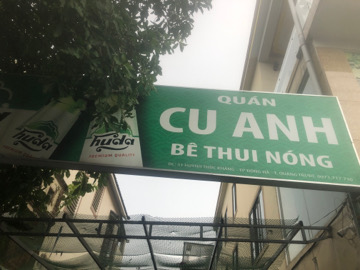 QUÁN
CU ANH
BÊ THUI NÓNG
Huda
Huda
PREMIUM QUALITY